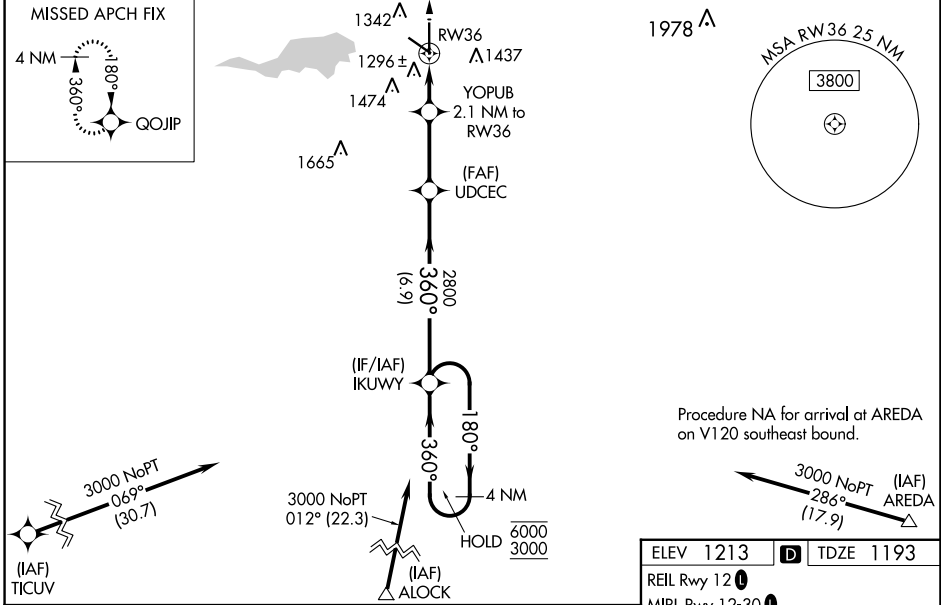 MISSED APCH FIX
4 NM
180°
360°
QOJIP
1342
RW36
1296 ±
1437
1474
YOPUB
2.1 NM to
RW36
1665
(FAF)
UDCEC
1978
MSA RW36 25 NM
3800
2800
360°
(6.9)
(IF/IAF)
IKUWY
180°
360°
4 NM
HOLD
6000
3000
3000 NoPT
069°
(30.7)
(IAF)
TICUV
3000 NoPT
012° (22.3)
(IAF)
ALOCK
Procedure NA for arrival at AREDA
on V120 southeast bound.
3000 NoPT
286°
(17.9)
(IAF)
AREDA
ELEV 1213 D TDZE 1193
REIL Rwy 12 L
MIRL Rwy 12-30 L